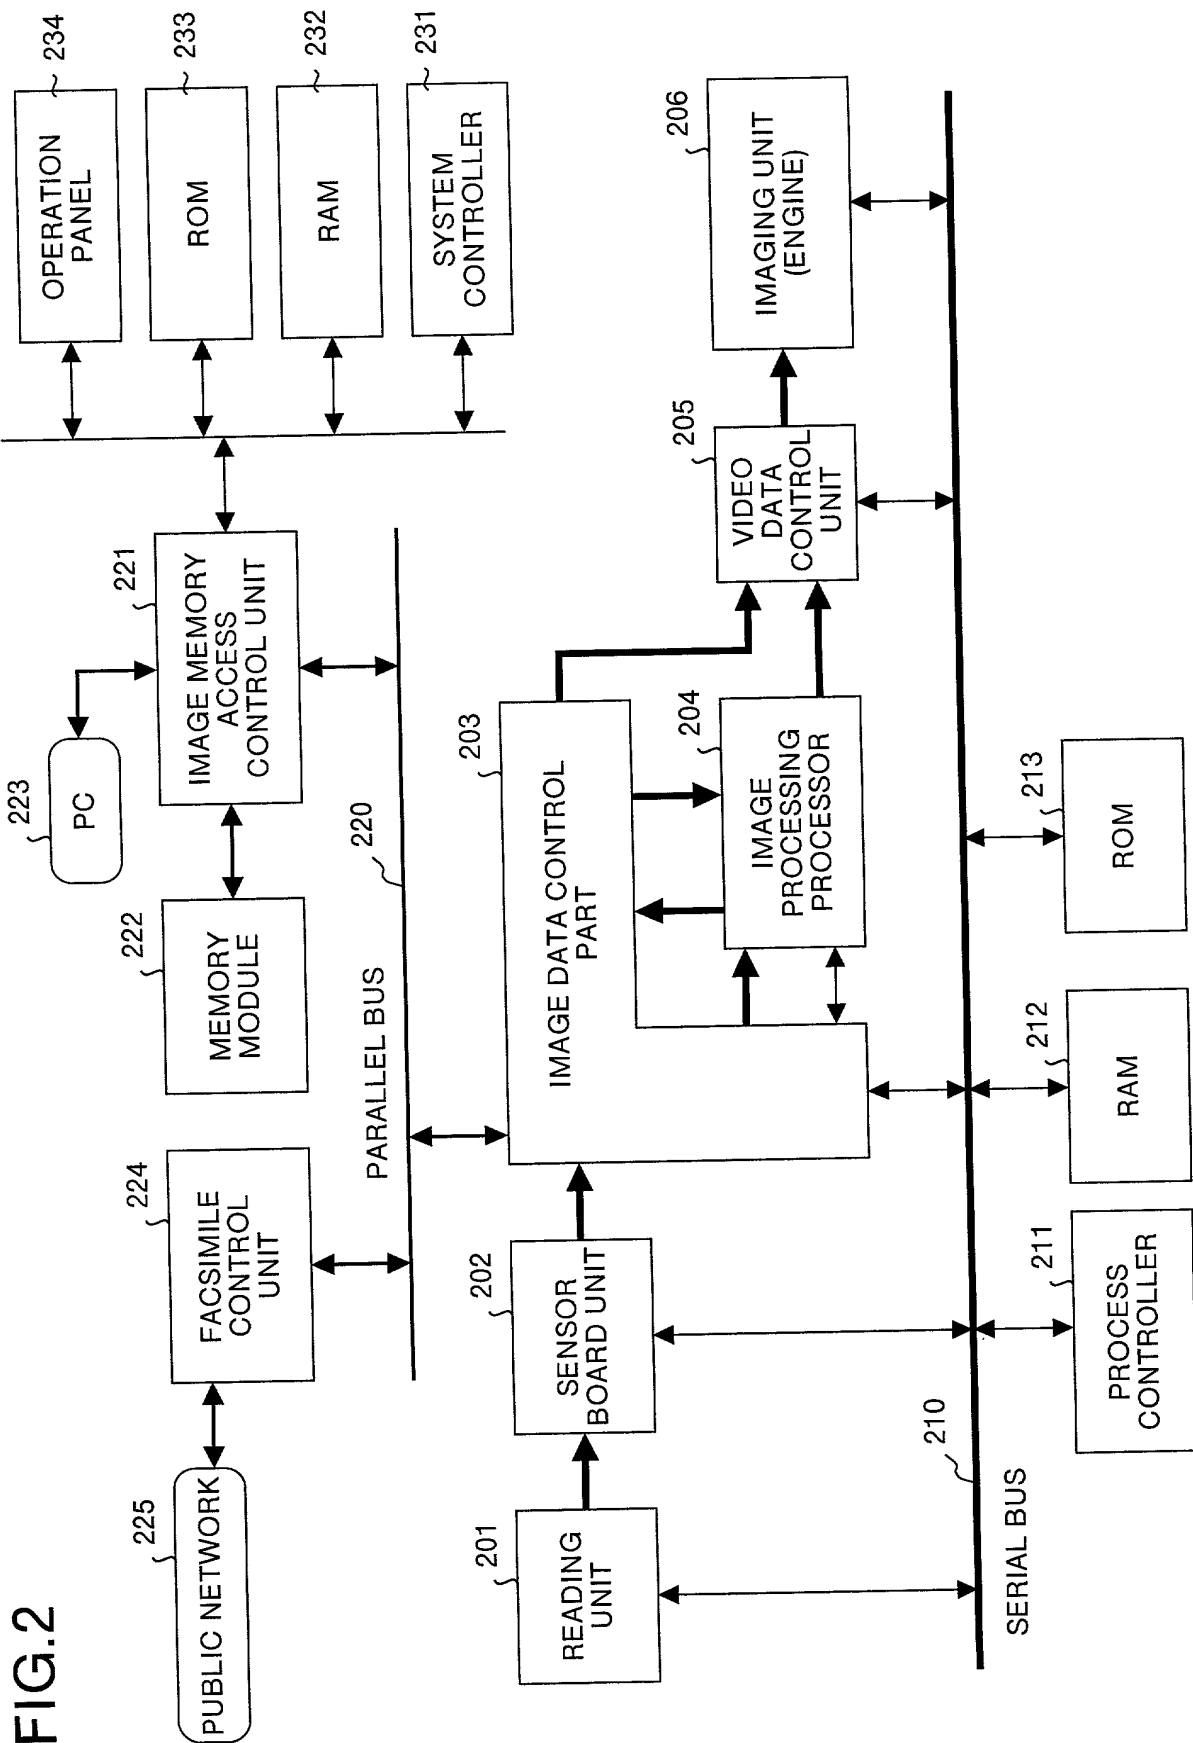 FIG.2
225
PUBLIC NETWORK
224
FACSIMILE
CONTROL
UNIT
222
MEMORY
MODULE
223
PC
221
IMAGE MEMORY
ACCESS
CONTROL UNIT
234
OPERATION
PANEL
233
ROM
232
RAM
231
SYSTEM
CONTROLLER
PARALLEL BUS
220
201
READING
UNIT
202
SENSOR
BOARD UNIT
203
IMAGE DATA CONTROL
PART
204
IMAGE
PROCESSING
PROCESSOR
205
VIDEO
DATA
CONTROL
UNIT
206
IMAGING UNIT
(ENGINE)
SERIAL BUS
210
211
PROCESS
CONTROLLER
212
RAM
213
ROM